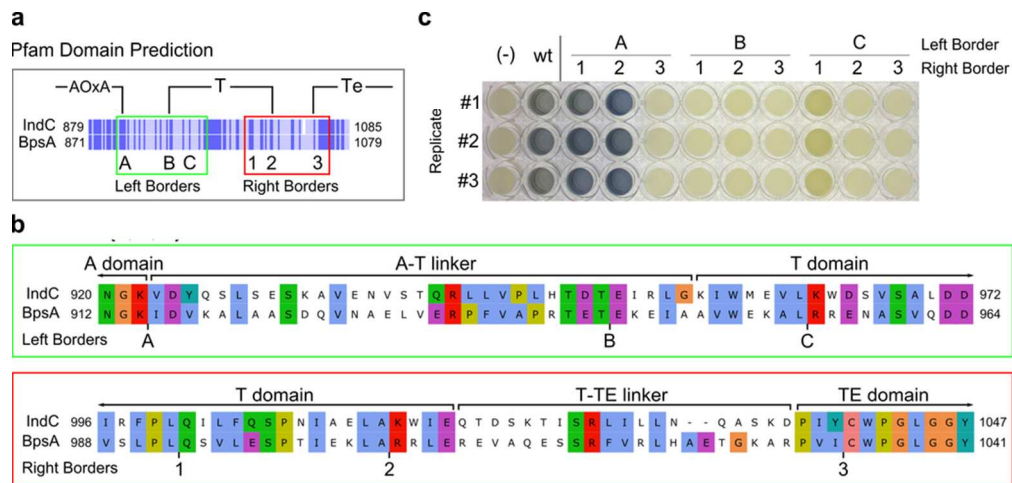 a
Pfam Domain Prediction
AOxA T Te
IndC 879 1085
BpsA 871 1079
A B C 1 2 3
Left Borders Right Borders
c
(-) wt A B C Left Border
1 2 3 1 2 3 1 2 3 Right Border
Replicate
#1
#2
#3
b
A domain A-T linker T domain
IndC 920 N G K V D Y Q S L S E S K A V E N V S T Q R L L V P L H T D T E I R L G K I W M E V L K W D S V S A L D D 972
BpsA 912 N G K I D V K A L A A S D Q V N A E L V E R P F V A P R T E T E K E I A A V W E K A L R R E N A S V Q D D 964
Left Borders A B C
T domain T-TE linker TE domain
IndC 996 I R F P L Q I L F Q S P N I A E L A K W I E Q T D S K T I S R L I L L N - - Q A S K D P I Y C W P G L G G Y 1047
BpsA 988 V S L P L Q S V L E S P T I E K L A R R L E R E V A Q E S S R F V R L H A E T G K A R P V I C W P G L G G Y 1041
Right Borders 1 2 3